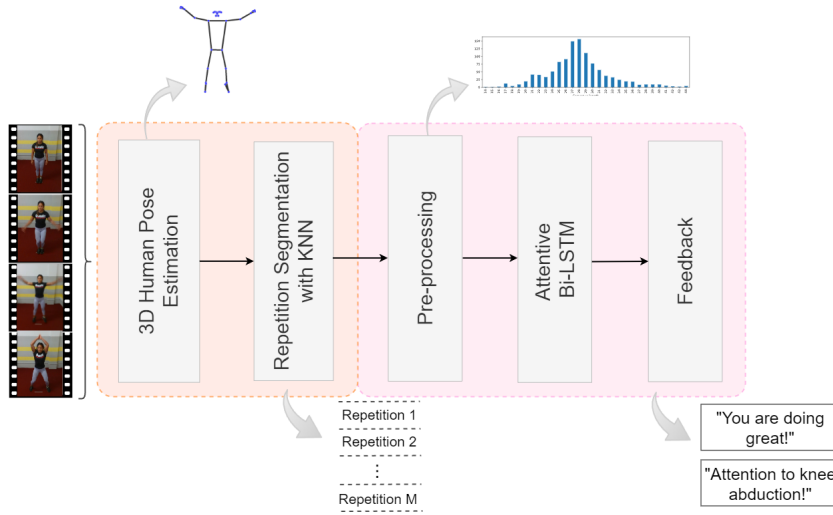 3D Human Pose
Estimation
Repetition Segmentation
with KNN
Pre-processing
Attentive
Bi-LSTM
Feedback
Repetition 1
Repetition 2
Repetition M
"You are doing
great!"
"Attention to knee
abduction!"